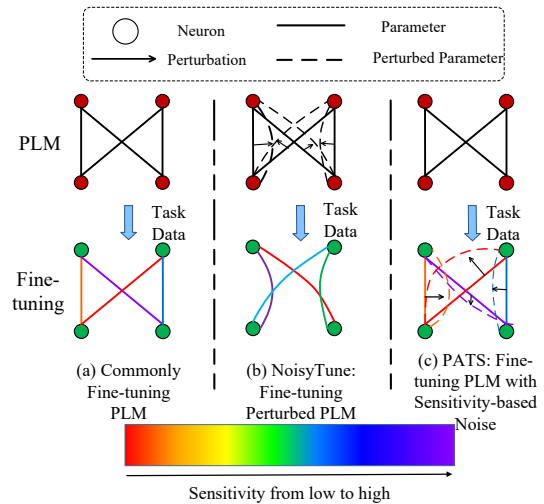 Neuron
Parameter
Perturbation
Perturbed Parameter
PLM
Task
Data
Task
Data
Task
Data
Fine-
tuning
(a) Commonly
Fine-tuning
PLM
(b) NoisyTune:
Fine-tuning
Perturbed PLM
(c) PATS: Fine-
tuning PLM with
Sensitivity-based
Noise
Sensitivity from low to high